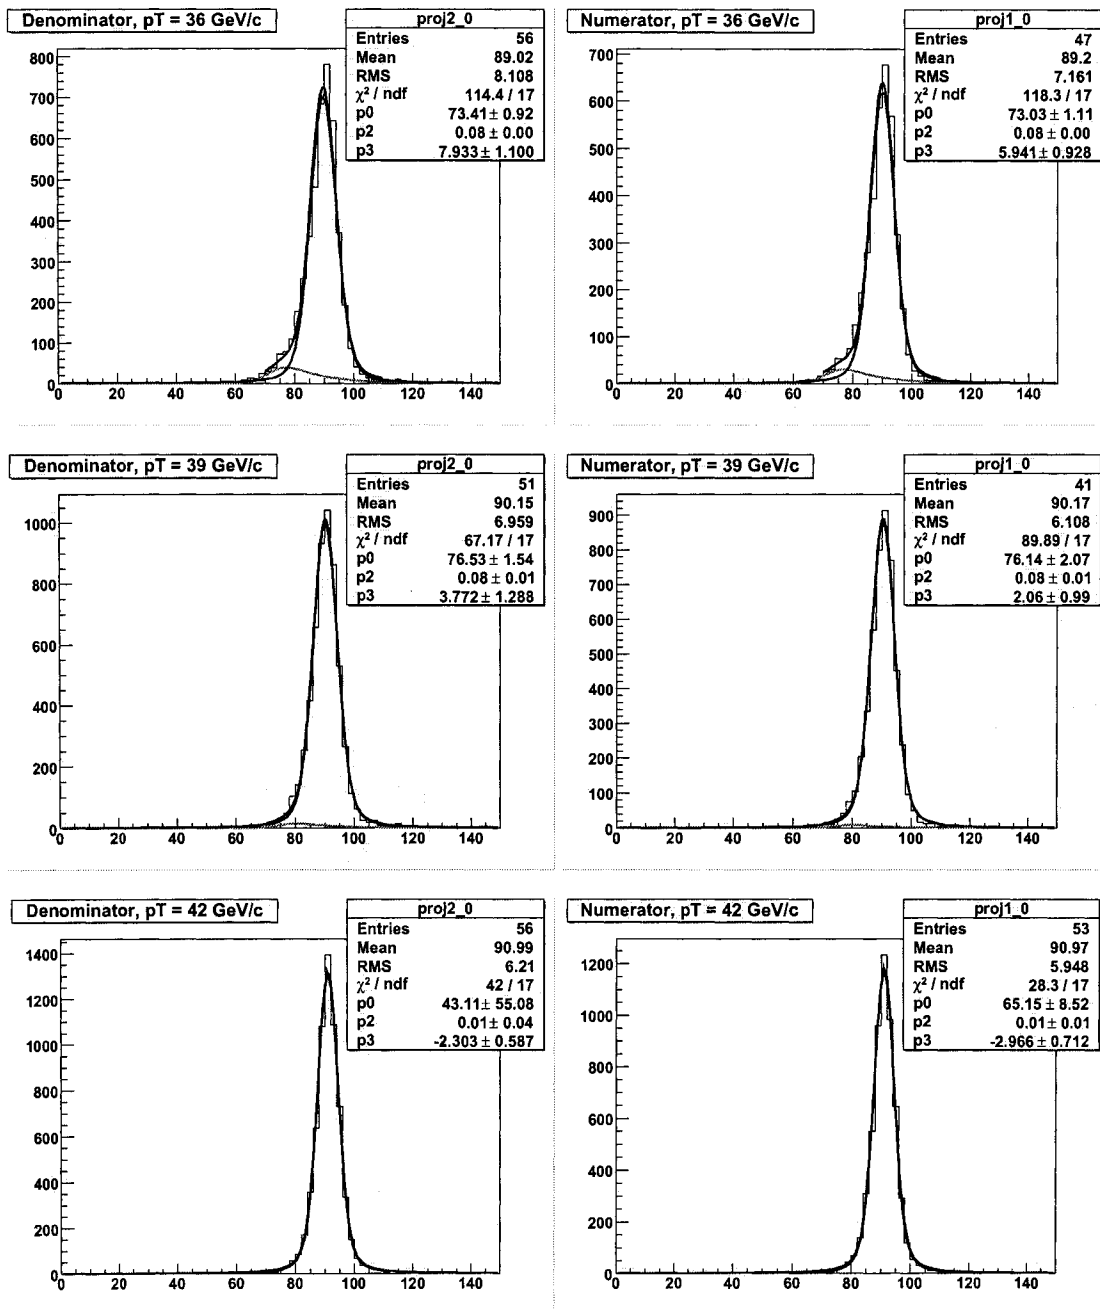 Denominator, pT = 36 GeV/c
proj2_0
Entries 56
Mean 89.02
RMS 8.108
χ² / ndf 114.4 / 17
p0 73.41 ± 0.92
p2 0.08 ± 0.00
p3 7.933 ± 1.100
800
700
600
500
400
300
200
100
0
0 20 40 60 80 100 120 140
Numerator, pT = 36 GeV/c
proj1_0
Entries 47
Mean 89.2
RMS 7.161
χ² / ndf 118.3 / 17
p0 73.03 ± 1.11
p2 0.08 ± 0.00
p3 5.941 ± 0.928
700
600
500
400
300
200
100
0
0 20 40 60 80 100 120 140
Denominator, pT = 39 GeV/c
proj2_0
Entries 51
Mean 90.15
RMS 6.959
χ² / ndf 67.17 / 17
p0 76.53 ± 1.54
p2 0.08 ± 0.01
p3 3.772 ± 1.288
1000
800
600
400
200
0
0 20 40 60 80 100 120 140
Numerator, pT = 39 GeV/c
proj1_0
Entries 41
Mean 90.17
RMS 6.108
χ² / ndf 89.89 / 17
p0 76.14 ± 2.07
p2 0.08 ± 0.01
p3 2.06 ± 0.99
900
800
700
600
500
400
300
200
100
0
0 20 40 60 80 100 120 140
Denominator, pT = 42 GeV/c
proj2_0
Entries 56
Mean 90.99
RMS 6.21
χ² / ndf 42 / 17
p0 43.11 ± 55.08
p2 0.01 ± 0.04
p3 -2.303 ± 0.587
1400
1200
1000
800
600
400
200
0
0 20 40 60 80 100 120 140
Numerator, pT = 42 GeV/c
proj1_0
Entries 53
Mean 90.97
RMS 5.948
χ² / ndf 28.3 / 17
p0 65.15 ± 8.52
p2 0.01 ± 0.01
p3 -2.966 ± 0.712
1200
1000
800
600
400
200
0
0 20 40 60 80 100 120 140